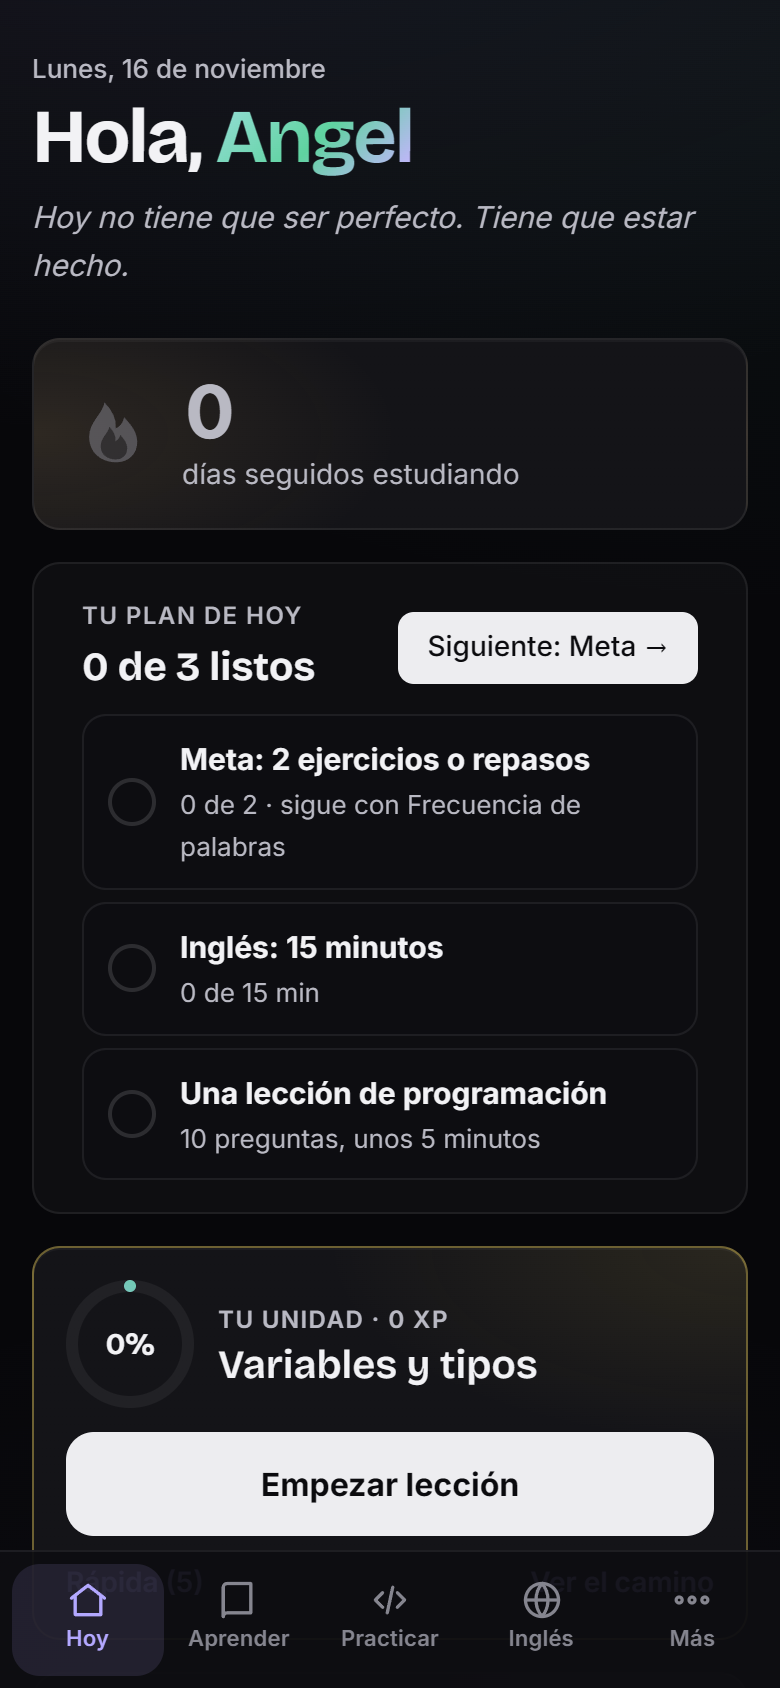 Lunes, 16 de noviembre
Hola, Angel
Hoy no tiene que ser perfecto. Tiene que estar
hecho.
0
días seguidos estudiando
TU PLAN DE HOY
0 de 3 listos
Siguiente: Meta →
Meta: 2 ejercicios o repasos
0 de 2 · sigue con Frecuencia de
palabras
Inglés: 15 minutos
0 de 15 min
Una lección de programación
10 preguntas, unos 5 minutos
0%
TU UNIDAD · 0 XP
Variables y tipos
Empezar lección
Rápida (5)
Ver el camino
Hoy
Aprender
Practicar
Inglés
Más